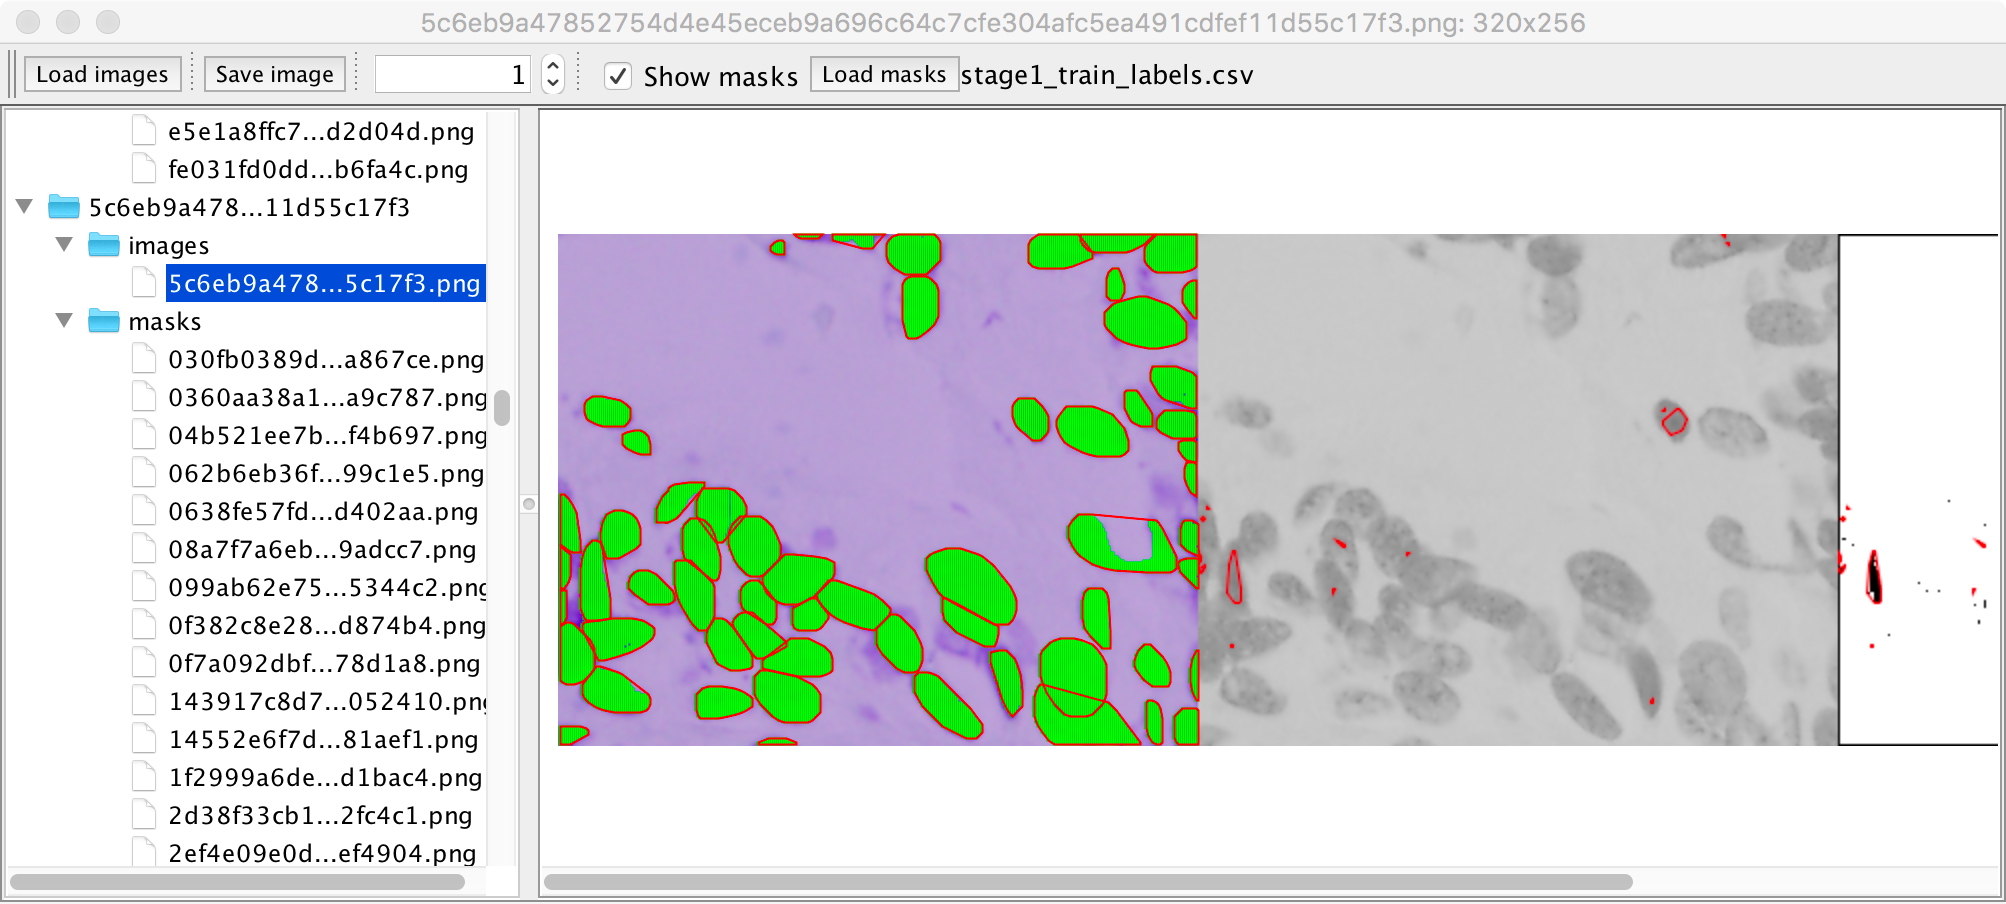 5c6eb9a47852754d4e45eceb9a696c64c7cfe304afc5ea491cdfef11d55c17f3.png: 320x256
Load images Save image 1 Show masks Load masks stage1_train_labels.csv
e5e1a8ffc7...d2d04d.png
fe031fd0dd...b6fa4c.png
5c6eb9a478...11d55c17f3
images
5c6eb9a478...5c17f3.png
masks
030fb0389d...a867ce.png
0360aa38a1...a9c787.png
04b521ee7b...f4b697.png
062b6eb36f...99c1e5.png
0638fe57fd...d402aa.png
08a7f7a6eb...9adcc7.png
099ab62e75...5344c2.png
0f382c8e28...d874b4.png
0f7a092dbf...78d1a8.png
143917c8d7...052410.png
14552e6f7d...81aef1.png
1f2999a6de...d1bac4.png
2d38f33cb1...2fc4c1.png
2ef4e09e0d...ef4904.png